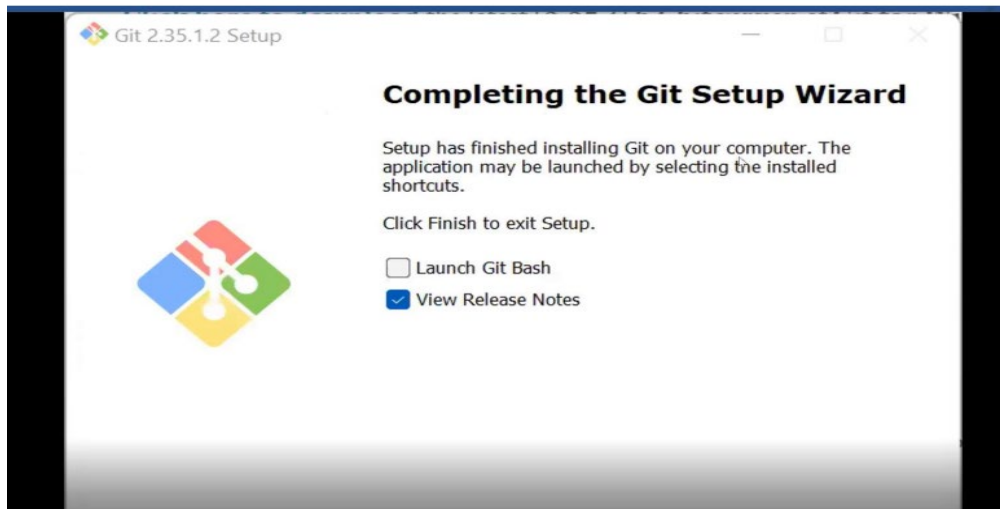 Git 2.35.1.2 Setup
Completing the Git Setup Wizard
Setup has finished installing Git on your computer. The
application may be launched by selecting the installed
shortcuts.
Click Finish to exit Setup.
Launch Git Bash
View Release Notes